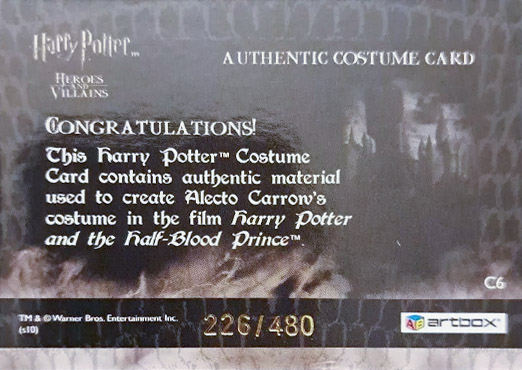 Harry Potter™
HEROES
AND
VILLAINS
AUTHENTIC COSTUME CARD
CONGRATULATIONS!
This Harry Potter™ Costume
Card contains authentic material
used to create Alecto Carrow's
costume in the film Harry Potter
and the Half-Blood Prince™.
C6
TM & © Warner Bros. Entertainment Inc.
(s10)
226/480
AB artbox®